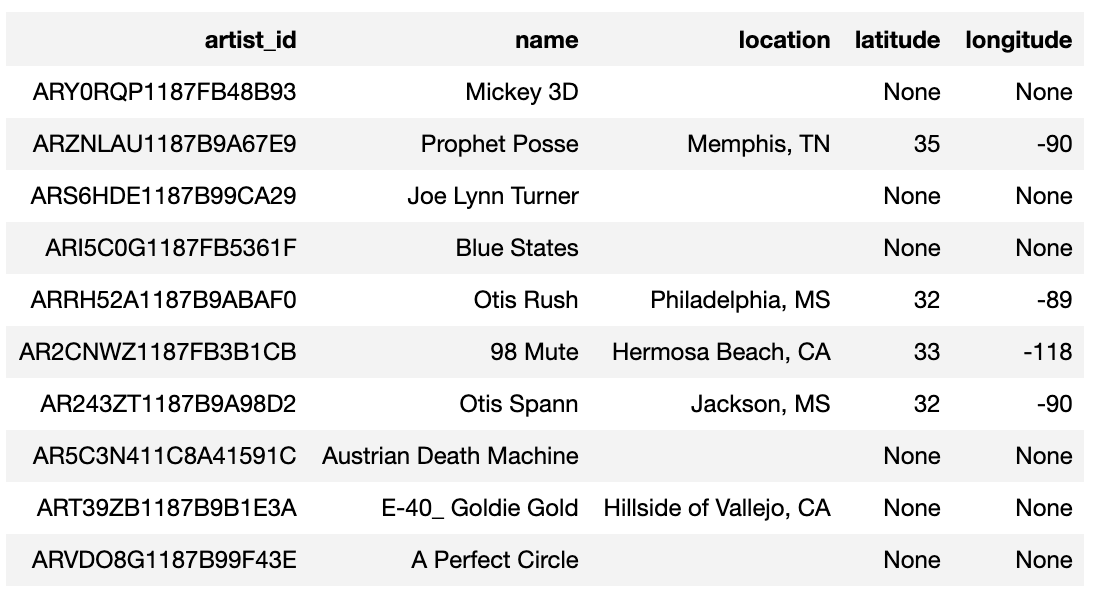 artist_id name location latitude longitude
ARY0RQP1187FB48B93 Mickey 3D None None
ARZNLAU1187B9A67E9 Prophet Posse Memphis, TN 35 -90
ARS6HDE1187B99CA29 Joe Lynn Turner None None
ARI5C0G1187FB5361F Blue States None None
ARRH52A1187B9ABAF0 Otis Rush Philadelphia, MS 32 -89
AR2CNWZ1187FB3B1CB 98 Mute Hermosa Beach, CA 33 -118
AR243ZT1187B9A98D2 Otis Spann Jackson, MS 32 -90
AR5C3N411C8A41591C Austrian Death Machine None None
ART39ZB1187B9B1E3A E-40_ Goldie Gold Hillside of Vallejo, CA None None
ARVDO8G1187B99F43E A Perfect Circle None None